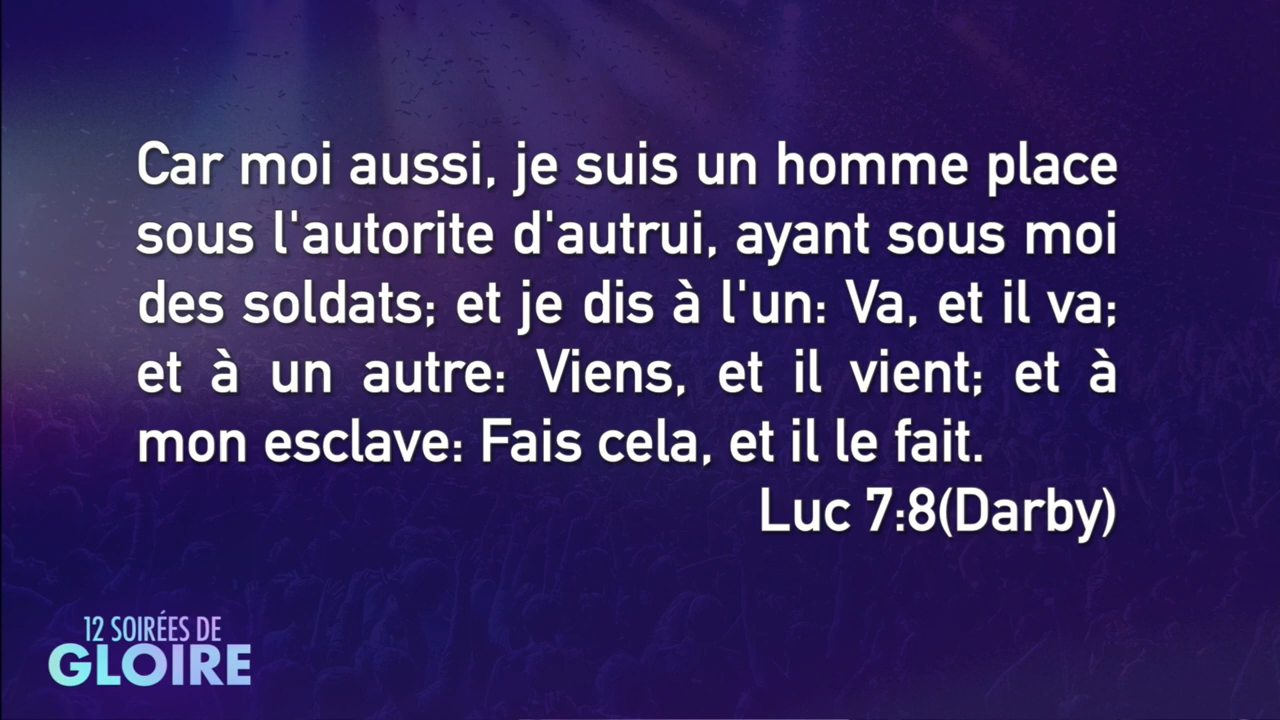 Car moi aussi, je suis un homme place
sous l'autorite d'autrui, ayant sous moi
des soldats; et je dis à l'un: Va, et il va;
et à un autre: Viens, et il vient; et à
mon esclave: Fais cela, et il le fait.
Luc 7:8(Darby)
12 SOIRÉES DE
GLOIRE